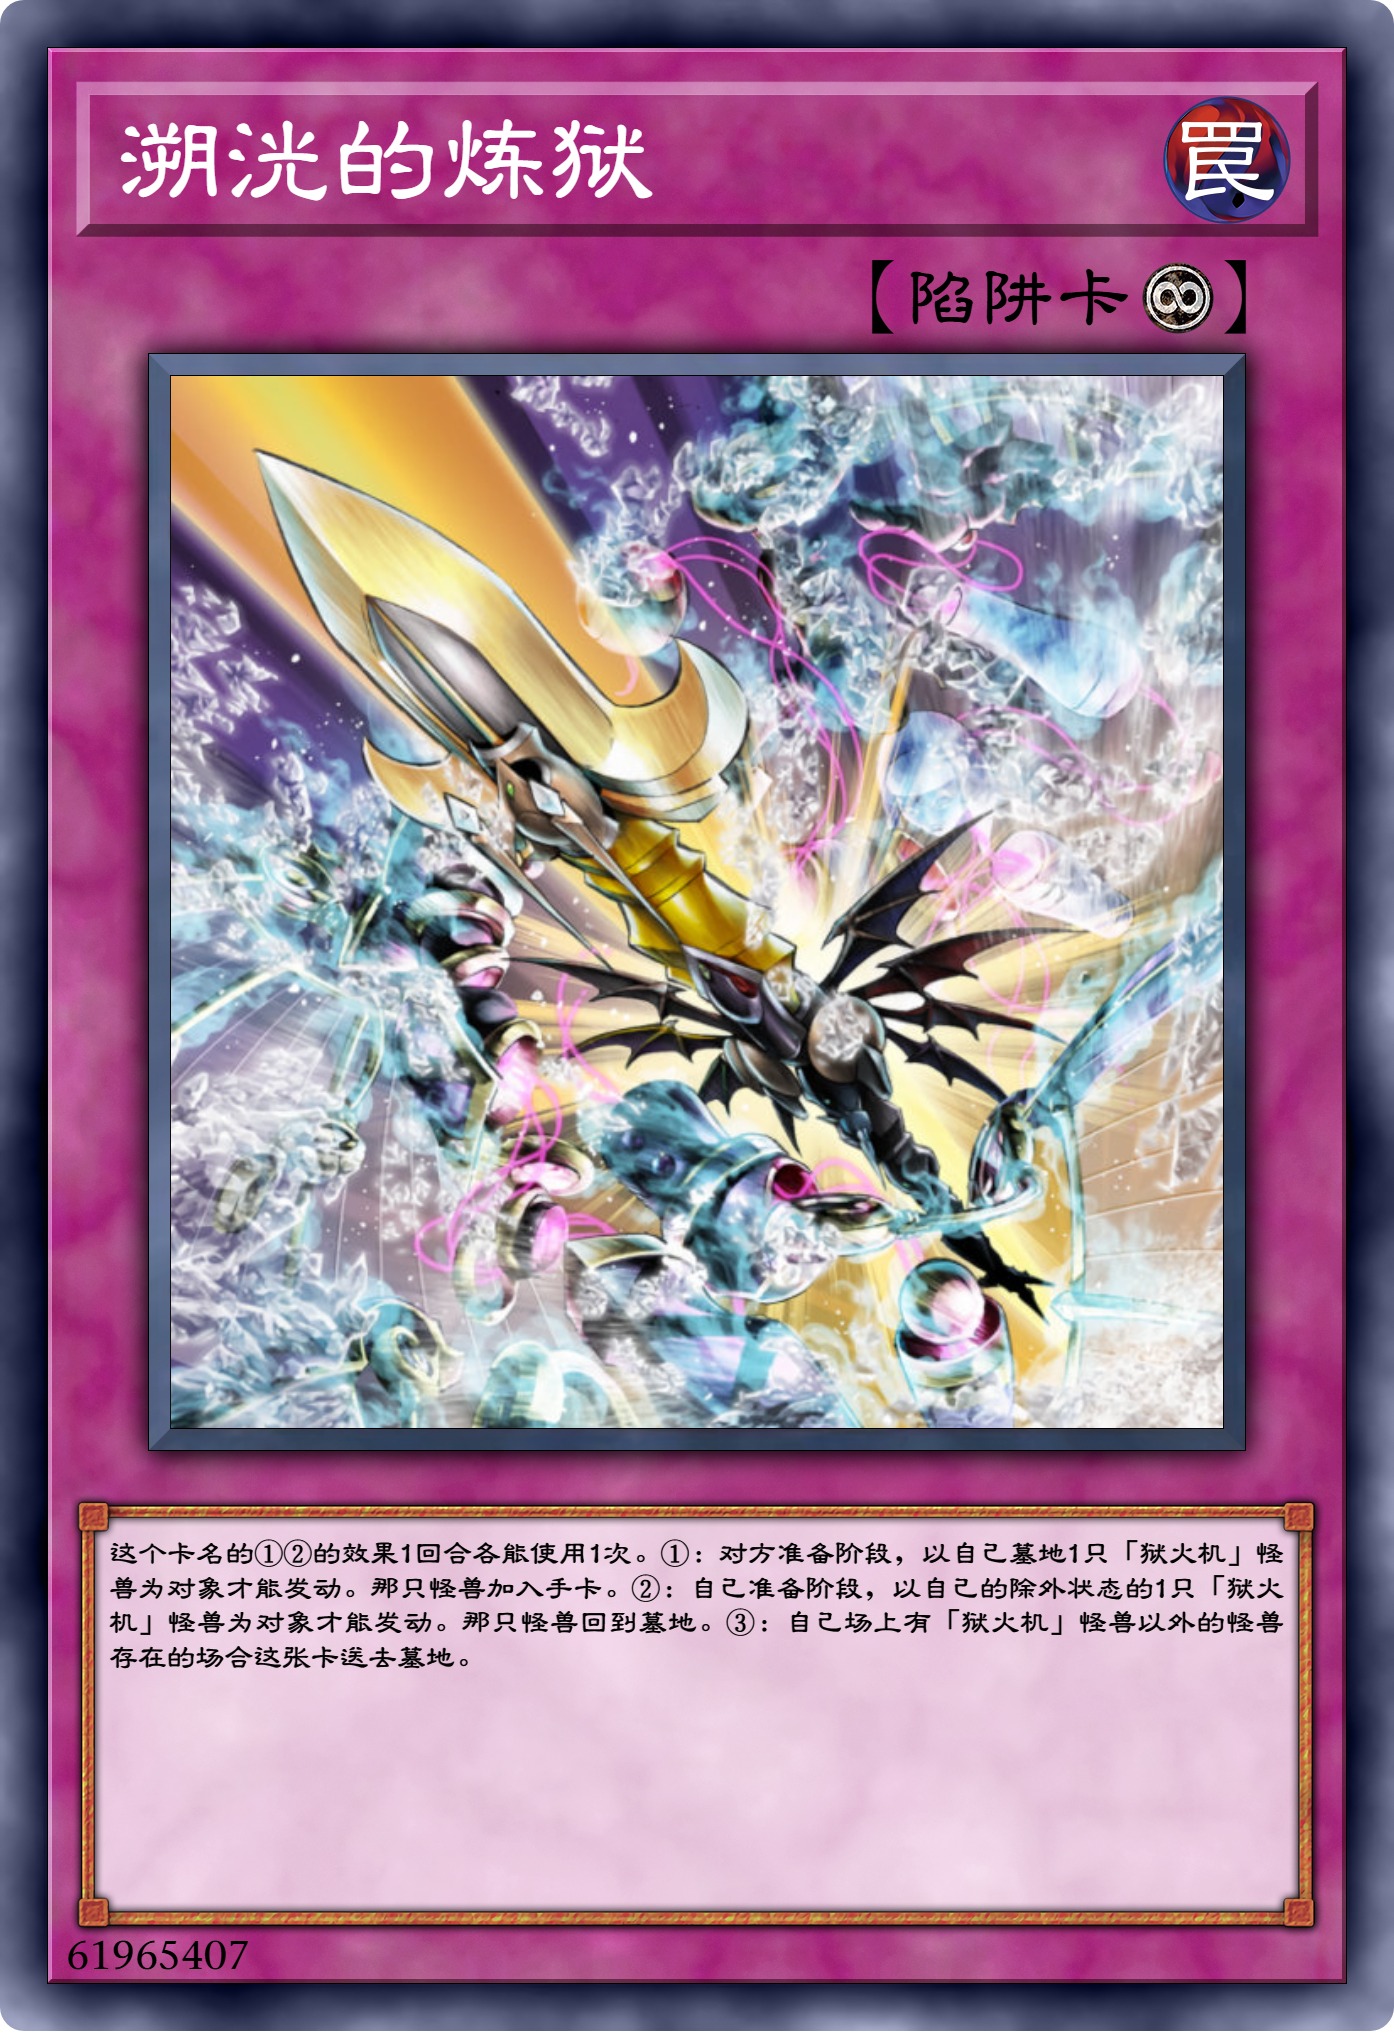 溯洸的炼狱
罠
【陷阱卡】
这个卡名的①②的效果1回合各能使用1次。①：对方准备阶段，以自己墓地1只「狱火机」怪
兽为对象才能发动。那只怪兽加入手卡。②：自己准备阶段，以自己的除外状态的1只「狱火
机」怪兽为对象才能发动。那只怪兽回到墓地。③：自己场上有「狱火机」怪兽以外的怪兽
存在的场合这张卡送去墓地。
61965407